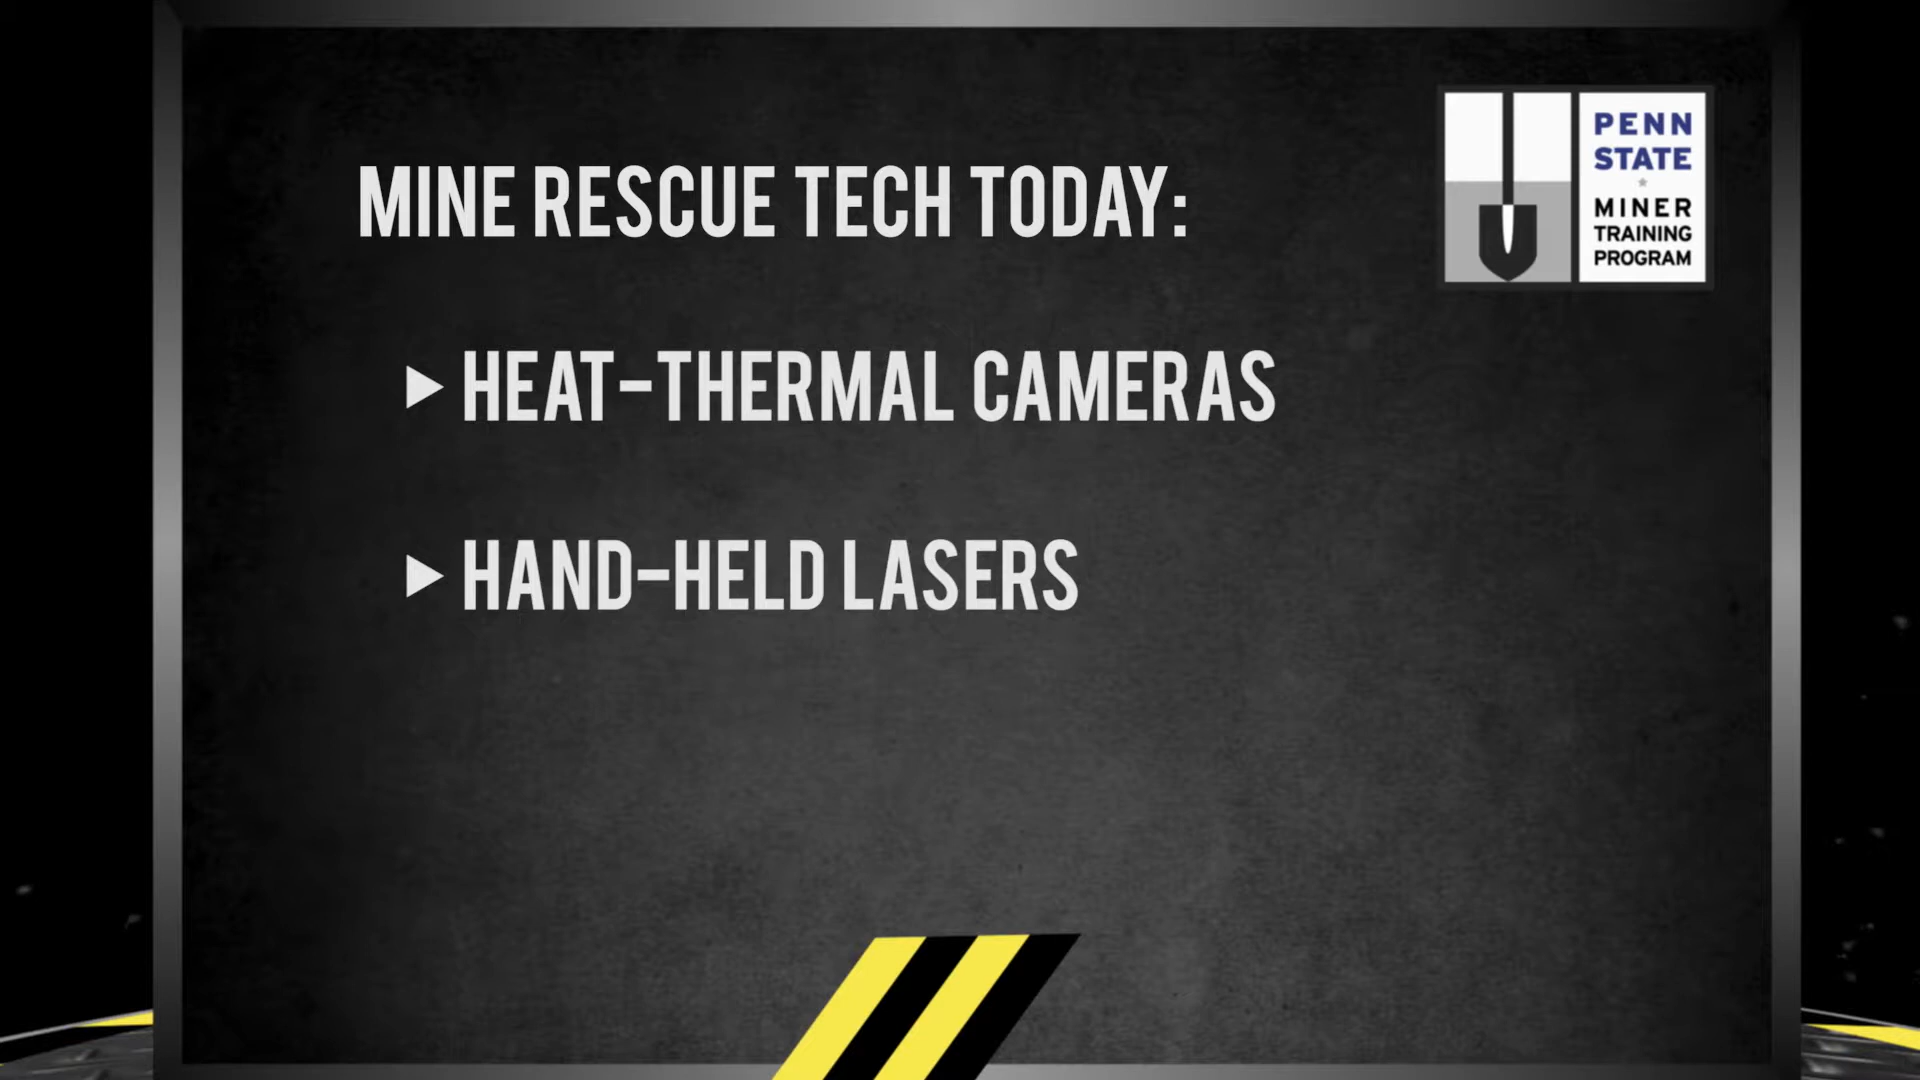 MINE RESCUE TECH TODAY:
HEAT-THERMAL CAMERAS
HAND-HELD LASERS
PENN
STATE
MINER
TRAINING
PROGRAM